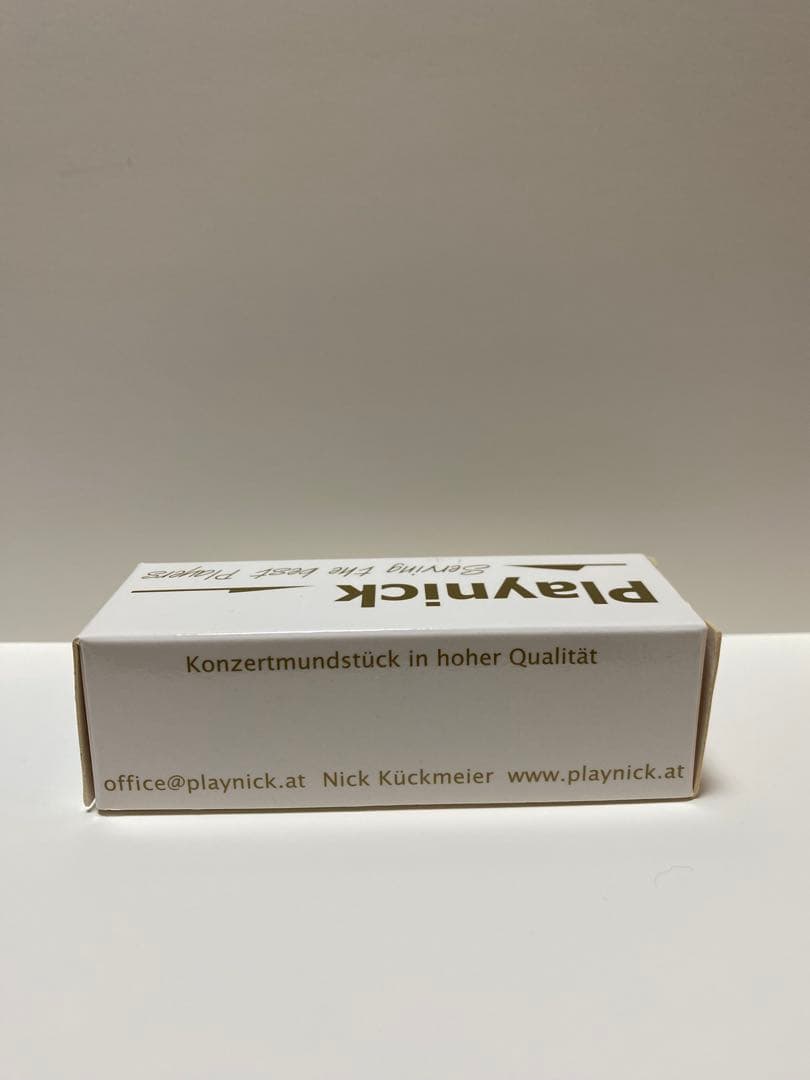 Serving the best Players
Playnick
Konzertmundstück in hoher Qualität
office@playnick.at Nick Kückmeier www.playnick.at